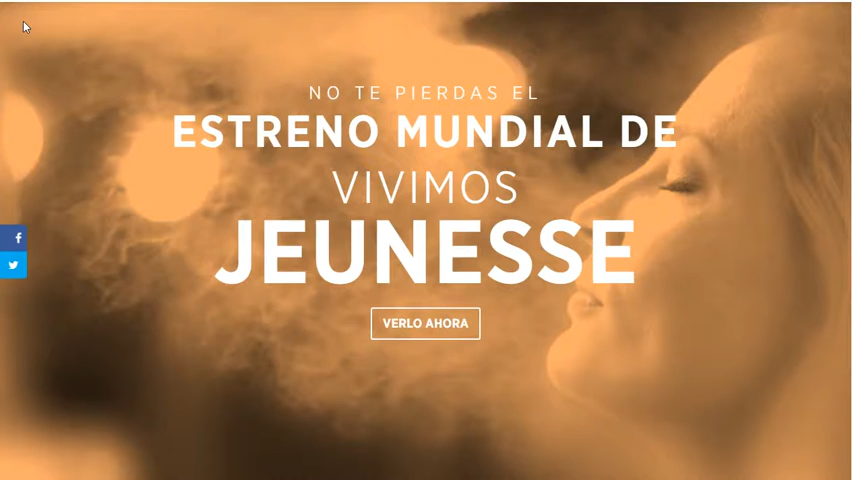 NO TE PIERDAS EL
ESTRENO MUNDIAL DE
VIVIMOS
JEUNESSE
VERLO AHORA